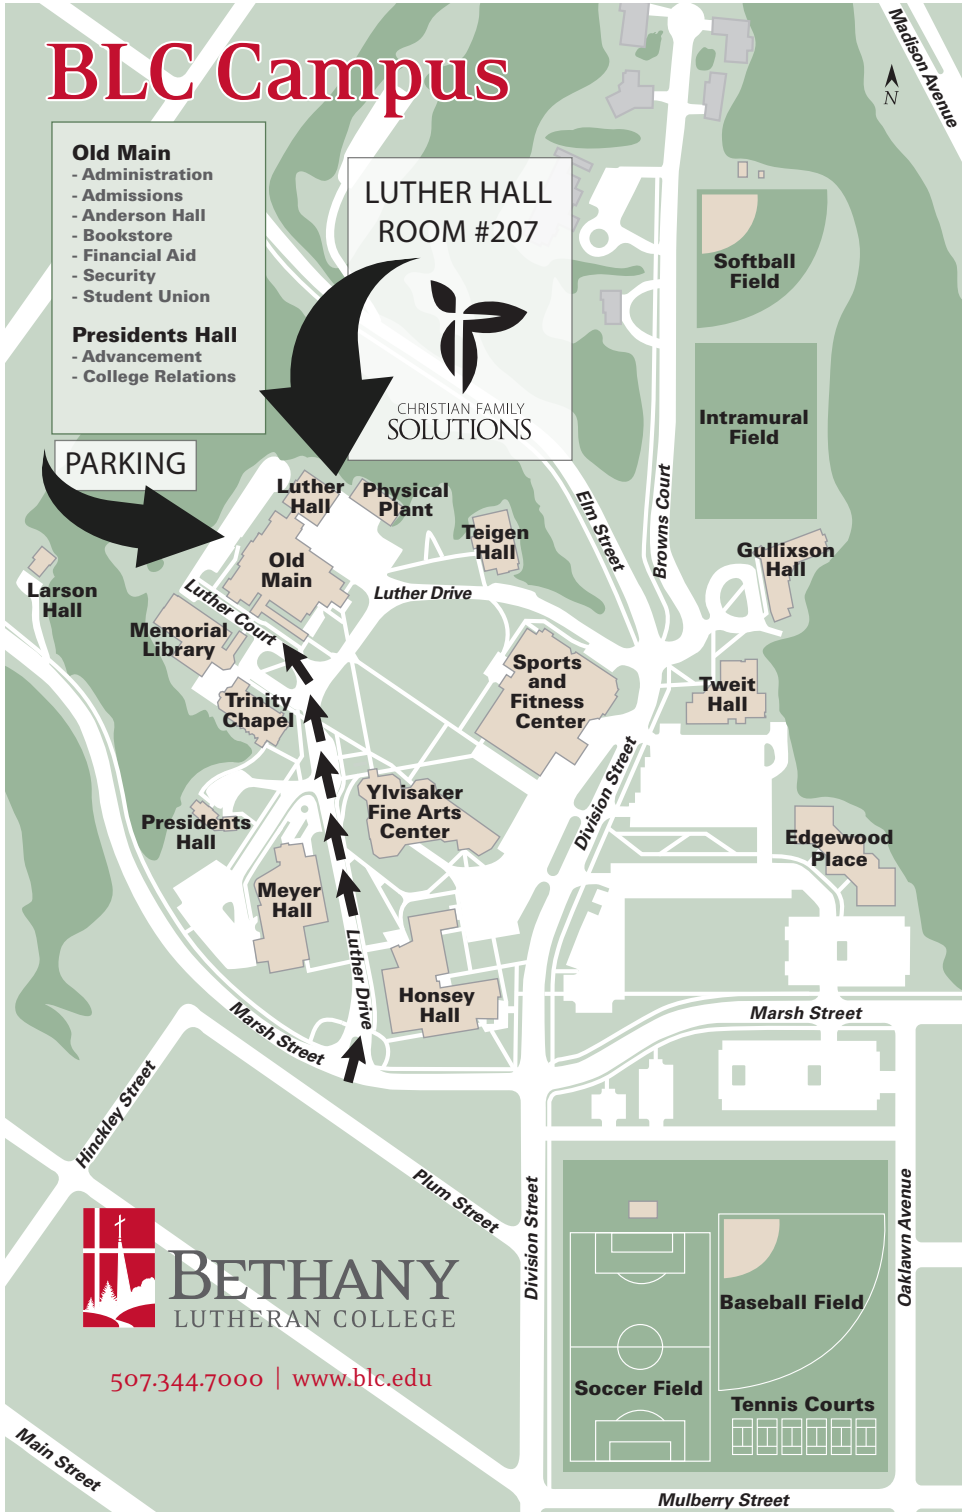 BLC Campus
Madison Avenue
N
Old Main
- Administration
- Admissions
- Anderson Hall
- Bookstore
- Financial Aid
- Security
- Student Union
Presidents Hall
- Advancement
- College Relations
LUTHER HALL
ROOM #207
CHRISTIAN FAMILY
SOLUTIONS
PARKING
Softball
Field
Intramural
Field
Luther
Hall
Physical
Plant
Teigen
Hall
Elm Street
Browns Court
Gullixson
Hall
Old
Main
Larson
Hall
Luther Drive
Luther Court
Memorial
Library
Sports
and
Fitness
Center
Tweit
Hall
Trinity
Chapel
Division Street
Ylvisaker
Fine Arts
Center
Presidents
Hall
Edgewood
Place
Meyer
Hall
Luther Drive
Honsey
Hall
Marsh Street
Marsh Street
Hinckley Street
Plum Street
Division Street
Oaklawn Avenue
BETHANY
LUTHERAN COLLEGE
507.344.7000 | www.blc.edu
Baseball Field
Soccer Field
Tennis Courts
Main Street
Mulberry Street